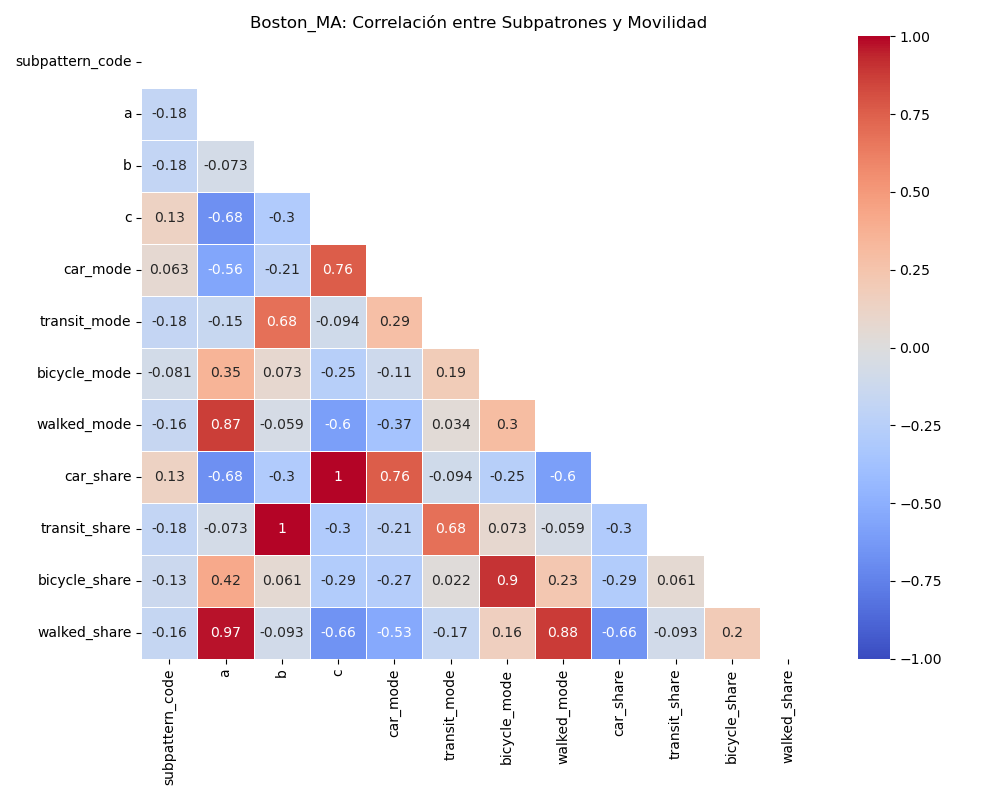 Boston_MA: Correlación entre Subpatrones y Movilidad
subpattern_code
a -0.18
b -0.18 -0.073
c 0.13 -0.68 -0.3
car_mode 0.063 -0.56 -0.21 0.76
transit_mode -0.18 -0.15 0.68 -0.094 0.29
bicycle_mode -0.081 0.35 0.073 -0.25 -0.11 0.19
walked_mode -0.16 0.87 -0.059 -0.6 -0.37 0.034 0.3
car_share 0.13 -0.68 -0.3 1 0.76 -0.094 -0.25 -0.6
transit_share -0.18 -0.073 1 -0.3 -0.21 0.68 0.073 -0.059 -0.3
bicycle_share -0.13 0.42 0.061 -0.29 -0.27 0.022 0.9 0.23 -0.29 0.061
walked_share -0.16 0.97 -0.093 -0.66 -0.53 -0.17 0.16 0.88 -0.66 -0.093 0.2
subpattern_code a b c car_mode transit_mode bicycle_mode walked_mode car_share transit_share bicycle_share walked_share
1.00
0.75
0.50
0.25
0.00
−0.25
−0.50
−0.75
−1.00